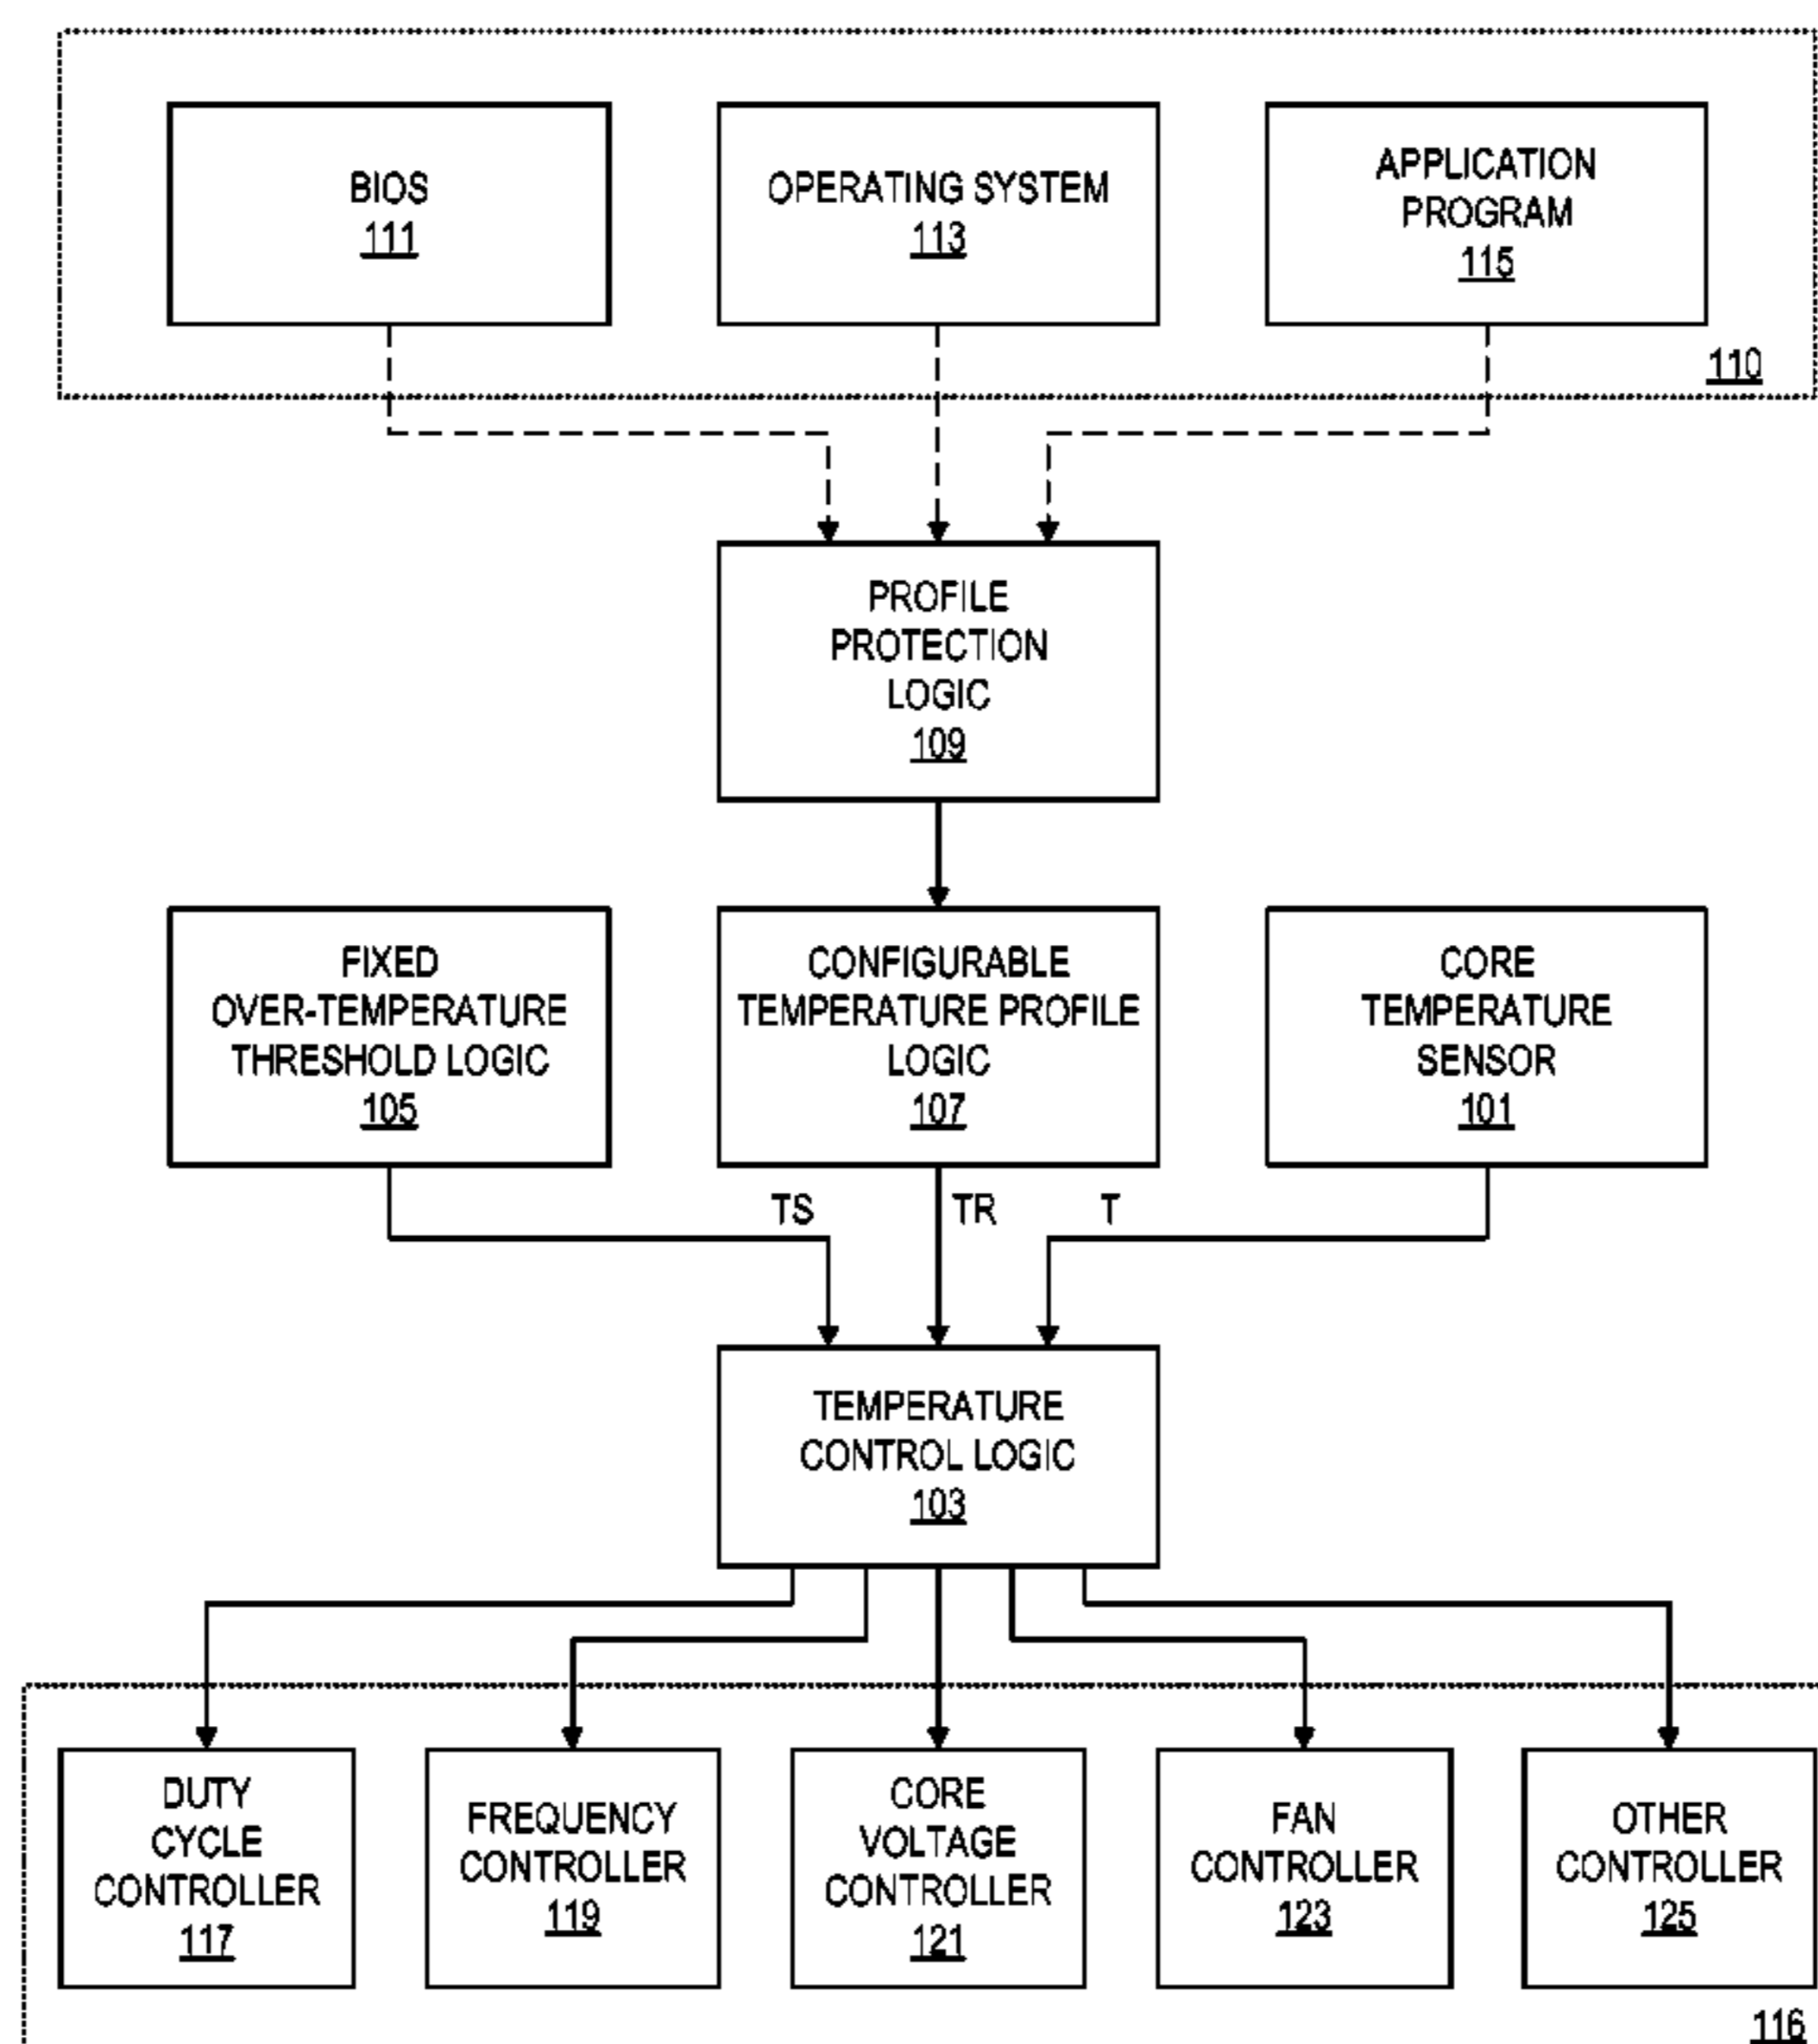 BIOS
111
OPERATING SYSTEM
113
APPLICATION
PROGRAM
115
110
PROFILE
PROTECTION
LOGIC
109
FIXED
OVER-TEMPERATURE
THRESHOLD LOGIC
105
CONFIGURABLE
TEMPERATURE PROFILE
LOGIC
107
CORE
TEMPERATURE
SENSOR
101
TS
TR
T
TEMPERATURE
CONTROL LOGIC
103
DUTY
CYCLE
CONTROLLER
117
FREQUENCY
CONTROLLER
119
CORE
VOLTAGE
CONTROLLER
121
FAN
CONTROLLER
123
OTHER
CONTROLLER
125
116